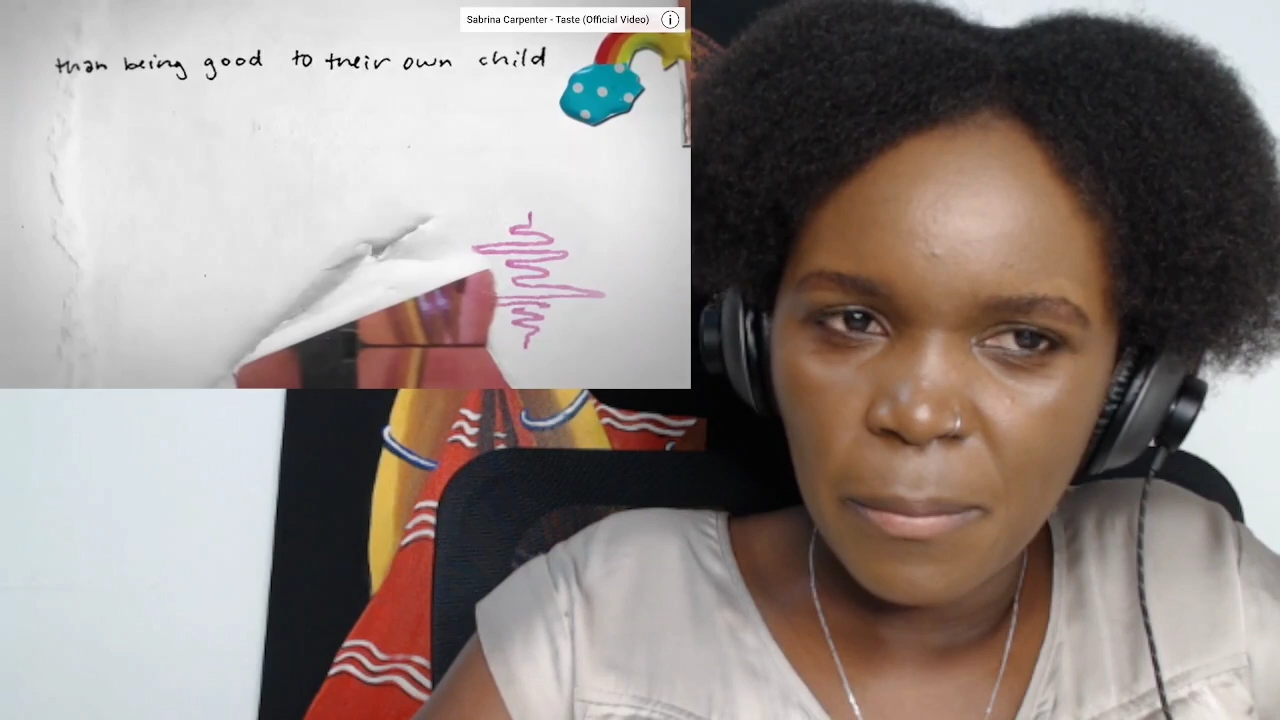 Sabrina Carpenter - Taste (Official Video)
than being good to their own child